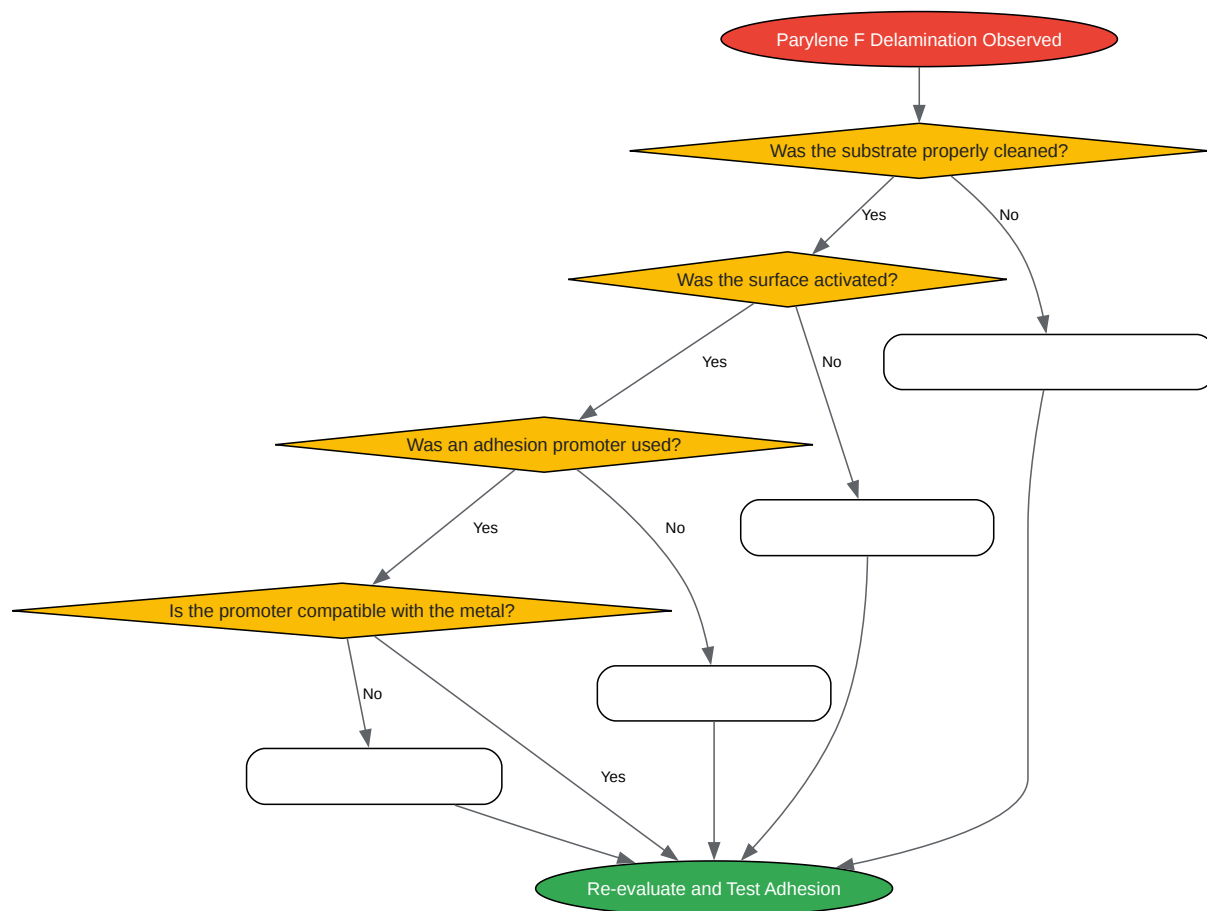 Parylene F Delamination Observed
Was the substrate properly cleaned?
Yes
No
Was the surface activated?
Yes
No
Was an adhesion promoter used?
Yes
No
Is the promoter compatible with the metal?
No
Yes
Re-evaluate and Test Adhesion